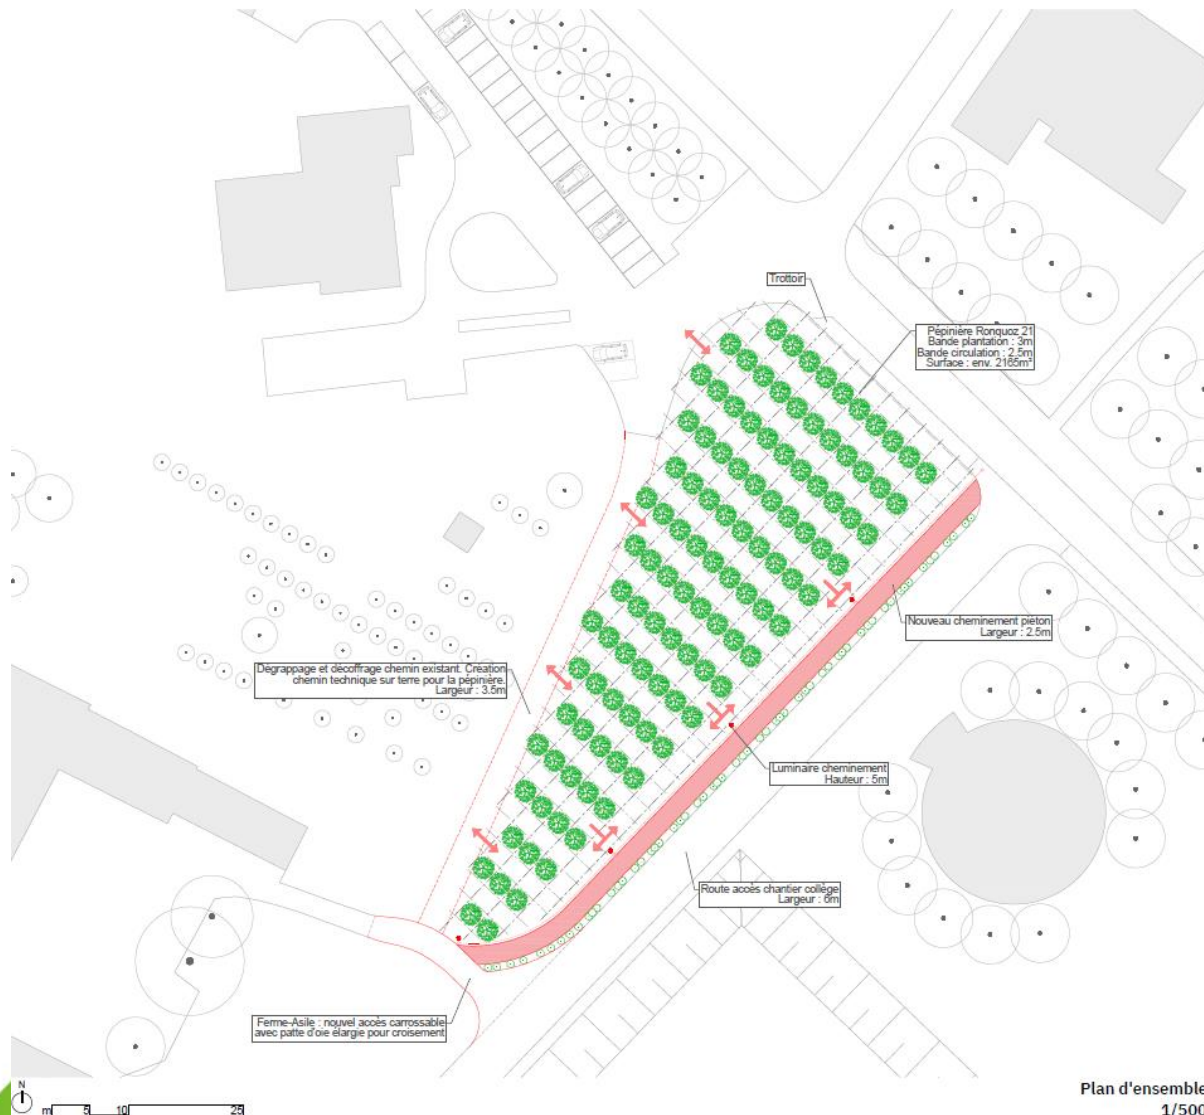 Trottoir
Pépinière Ronquoz 21
Bande plantation : 3m
Bande circulation : 2.5m
Surface : env. 2165m²
Nouveau cheminement piéton
Largeur : 2.5m
Dégrappage et décoffrage chemin existant. Création
chemin technique sur terre pour la pépinière.
Largeur : 3.5m
Luminaire cheminement
Hauteur : 5m
Route accès chantier collège
Largeur : 6m
Ferme-Asile : nouvel accès carrossable
avec patte d'oie élargie pour croisement
N
m 5 10 25
Plan d'ensemble
1/500